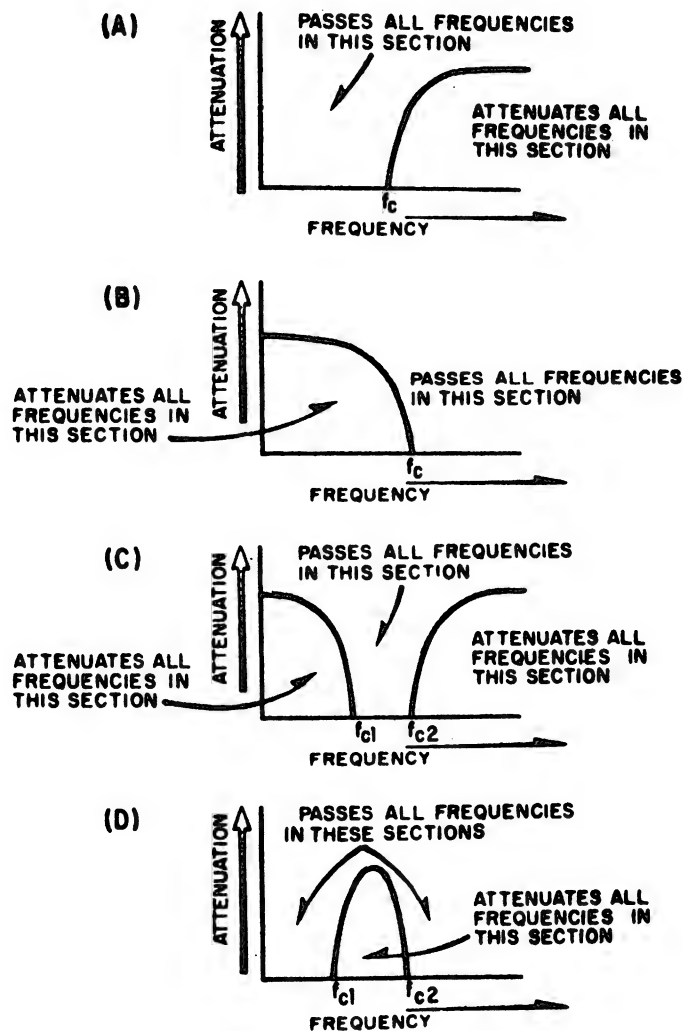 (A)
PASSES ALL FREQUENCIES
IN THIS SECTION
ATTENUATION
ATTENUATES ALL
FREQUENCIES IN
THIS SECTION
fc
FREQUENCY
(B)
ATTENUATION
PASSES ALL FREQUENCIES
IN THIS SECTION
ATTENUATES ALL
FREQUENCIES IN
THIS SECTION
fc
FREQUENCY
(C)
PASSES ALL FREQUENCIES
IN THIS SECTION
ATTENUATION
ATTENUATES ALL
FREQUENCIES IN
THIS SECTION
ATTENUATES ALL
FREQUENCIES IN
THIS SECTION
fc1
fc2
FREQUENCY
(D)
PASSES ALL FREQUENCIES
IN THESE SECTIONS
ATTENUATION
ATTENUATES ALL
FREQUENCIES IN
THIS SECTION
fc1
fc2
FREQUENCY